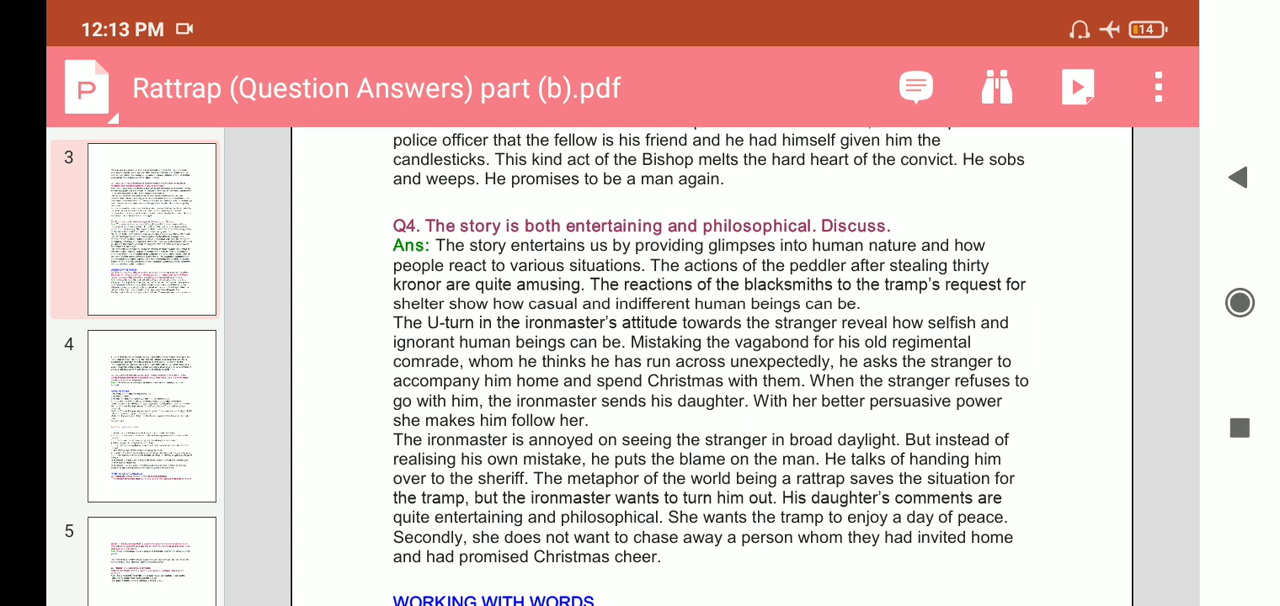 12:13 PM
14
P
Rattrap (Question Answers) part (b).pdf
3
4
5
police officer that the fellow is his friend and he had himself given him the
candlesticks. This kind act of the Bishop melts the hard heart of the convict. He sobs
and weeps. He promises to be a man again.
Q4. The story is both entertaining and philosophical. Discuss.
Ans: The story entertains us by providing glimpses into human nature and how
people react to various situations. The actions of the peddler after stealing thirty
kronor are quite amusing. The reactions of the blacksmiths to the tramp's request for
shelter show how casual and indifferent human beings can be.
The U-turn in the ironmaster's attitude towards the stranger reveal how selfish and
ignorant human beings can be. Mistaking the vagabond for his old regimental
comrade, whom he thinks he has run across unexpectedly, he asks the stranger to
accompany him home and spend Christmas with them. When the stranger refuses to
go with him, the ironmaster sends his daughter. With her better persuasive power
she makes him follow her.
The ironmaster is annoyed on seeing the stranger in broad daylight. But instead of
realising his own mistake, he puts the blame on the man. He talks of handing him
over to the sheriff. The metaphor of the world being a rattrap saves the situation for
the tramp, but the ironmaster wants to turn him out. His daughter's comments are
quite entertaining and philosophical. She wants the tramp to enjoy a day of peace.
Secondly, she does not want to chase away a person whom they had invited home
and had promised Christmas cheer.
WORKING WITH WORDS